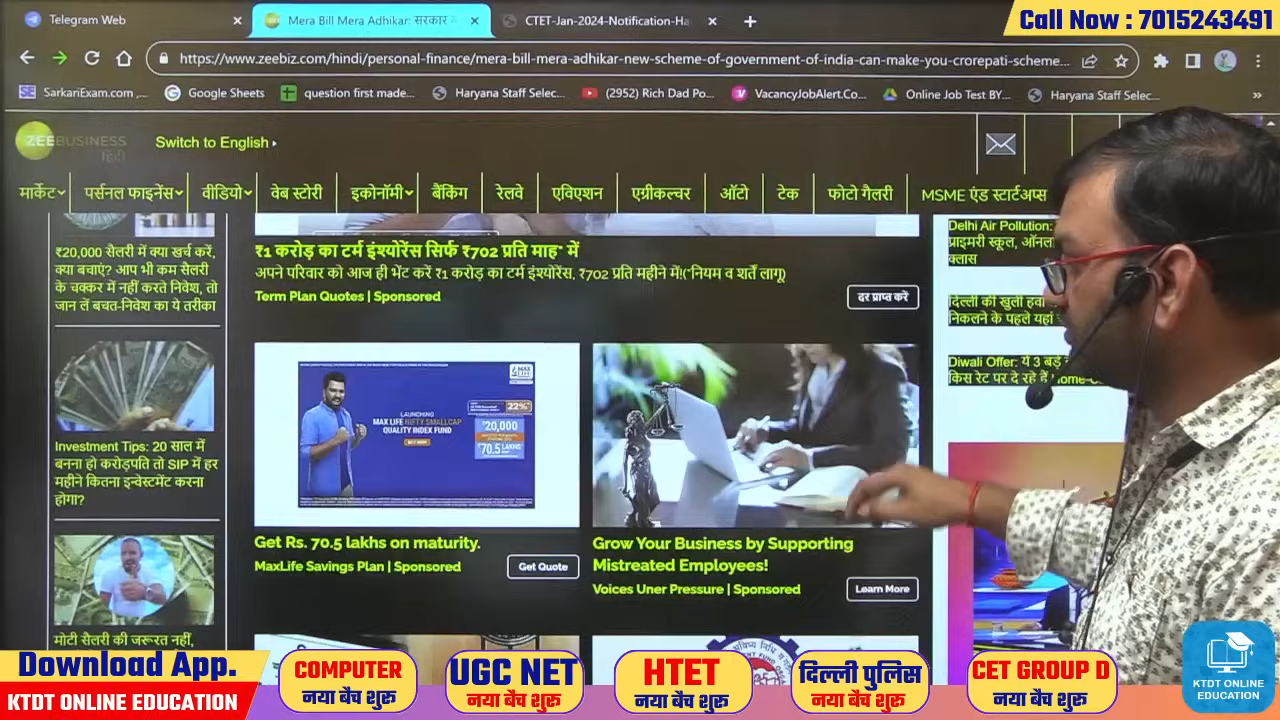 Telegram Web
Mera Bill Mera Adhikar: सरकार
CTET-Jan-2024-Notification-Ha
Call Now : 7015243491
https://www.zeebiz.com/hindi/personal-finance/mera-bill-mera-adhikar-new-scheme-of-government-of-india-can-make-you-crorepati-scheme...
SarkariExam.com ,...
Google Sheets
question first made...
Haryana Staff Selec...
(2952) Rich Dad Po...
VacancyJobAlert.Co...
Online Job Test BY...
Haryana Staff Selec...
ZEEBUSINESS
हिंदी
Switch to English
मार्केट
पर्सनल फाइनेंस
वीडियो
वेब स्टोरी
इकोनॉमी
बैंकिंग
रेलवे
एविएशन
एग्रीकल्चर
ऑटो
टेक
फोटो गैलरी
MSME एंड स्टार्टअप्स
₹20,000 सैलरी में क्या खर्च करें,
क्या बचाएं? आप भी कम सैलरी
के चक्कर में नहीं करते निवेश, तो
जान लें बचत-निवेश का ये तरीका
Investment Tips: 20 साल में
बनना हो करोड़पति तो SIP में हर
महीने कितना इन्वेस्टमेंट करना
होगा?
मोटी सैलरी की जरूरत नहीं,
₹1 करोड़ का टर्म इंश्योरेंस सिर्फ ₹702 प्रति माह* में
अपने परिवार को आज ही भेंट करें ₹1 करोड़ का टर्म इंश्योरेंस, ₹702 प्रति महीने में!(*नियम व शर्तें लागू)
Term Plan Quotes | Sponsored
दर प्राप्त करें
MAX LIFE
LAUNCHING
MAX LIFE NIFTY SMALLCAP
QUALITY INDEX FUND
22%
₹20,000
₹70.5 LAKHS
Get Rs. 70.5 lakhs on maturity.
MaxLife Savings Plan | Sponsored
Get Quote
Grow Your Business by Supporting
Mistreated Employees!
Voices Uner Pressure | Sponsored
Learn More
Delhi Air Pollution:
प्राइमरी स्कूल, ऑनला
क्लास
दिल्ली की खुली हवा
निकलने के पहले यहां
Diwali Offer: ये 3 बड़े
किस रेट पर दे रहे हैं
Download App.
KTDT ONLINE EDUCATION
COMPUTER
नया बैच शुरू
UGC NET
नया बैच शुरू
HTET
नया बैच शुरू
दिल्ली पुलिस
नया बैच शुरू
CET GROUP D
नया बैच शुरू
KTDT ONLINE
EDUCATION